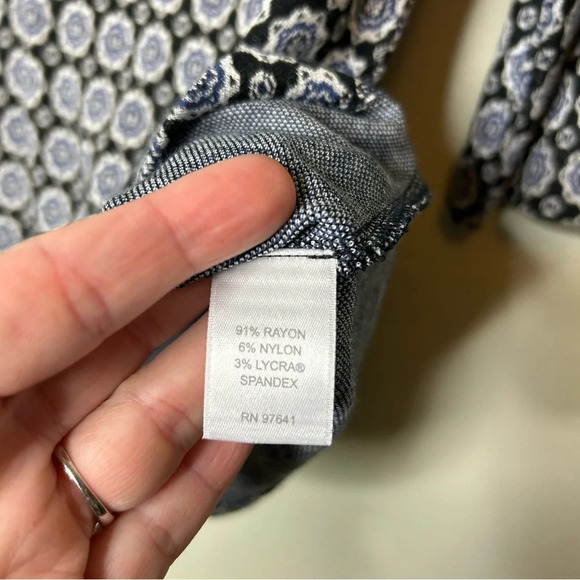 91% RAYON
6% NYLON
3% LYCRA®
SPANDEX
RN 97641